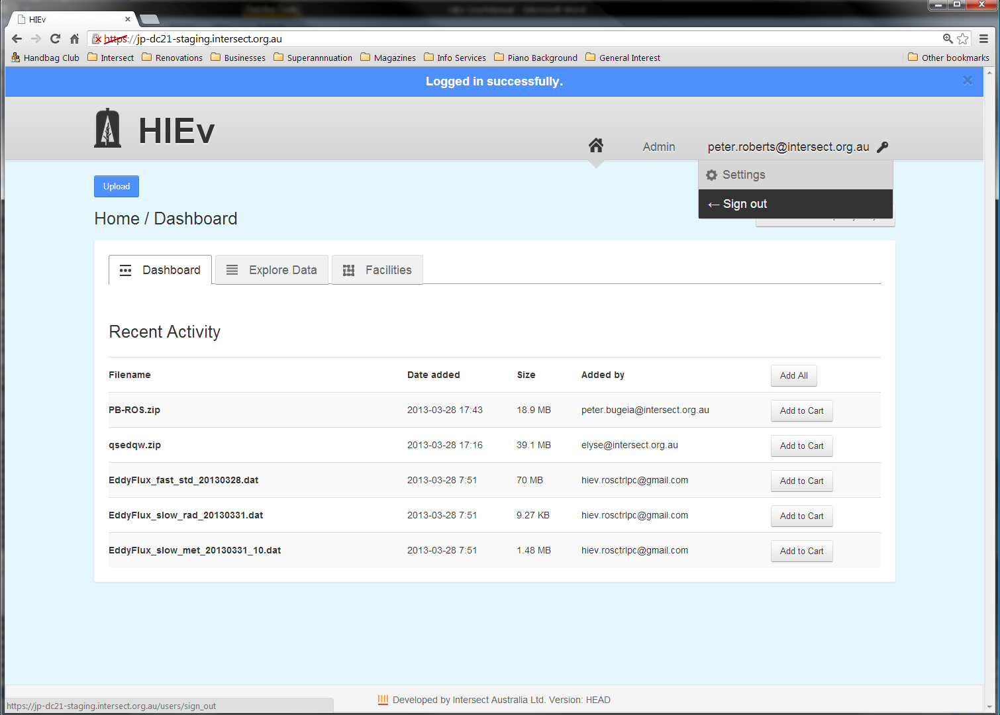 HIEv
https://jp-dc21-staging.intersect.org.au
Handbag Club Intersect Renovations Businesses Superannnuation Magazines Info Services Piano Background General Interest Other bookmarks
Logged in successfully.
HIEv
Admin peter.roberts@intersect.org.au
Settings
← Sign out
Upload
Home / Dashboard
Dashboard Explore Data Facilities
Recent Activity
Filename Date added Size Added by Add All
PB-ROS.zip 2013-03-28 17:43 18.9 MB peter.bugeia@intersect.org.au Add to Cart
qsedqw.zip 2013-03-28 17:16 39.1 MB elyse@intersect.org.au Add to Cart
EddyFlux_fast_std_20130328.dat 2013-03-28 7:51 70 MB hiev.rosctrlpc@gmail.com Add to Cart
EddyFlux_slow_rad_20130331.dat 2013-03-28 7:51 9.27 KB hiev.rosctrlpc@gmail.com Add to Cart
EddyFlux_slow_met_20130331_10.dat 2013-03-28 7:51 1.48 MB hiev.rosctrlpc@gmail.com Add to Cart
Developed by Intersect Australia Ltd. Version: HEAD
https://jp-dc21-staging.intersect.org.au/users/sign_out